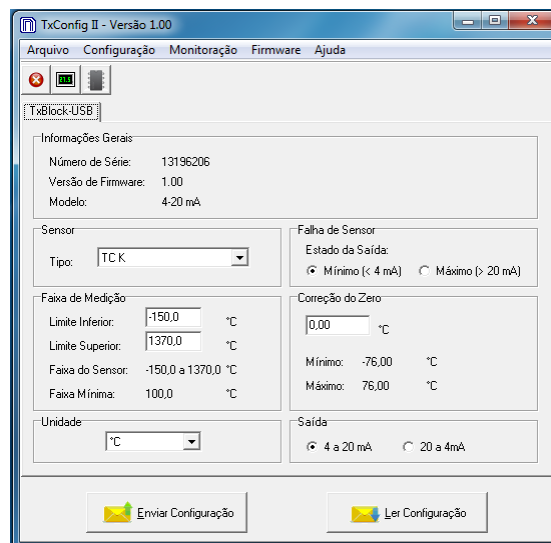 TxConfig II - Versão 1.00
Arquivo Configuração Monitoração Firmware Ajuda
TxBlock-USB
Informações Gerais
Número de Série: 13196206
Versão de Firmware: 1.00
Modelo: 4-20 mA
Sensor
Tipo: TC K
Falha de Sensor
Estado da Saída:
Mínimo (< 4 mA) Máximo (> 20 mA)
Faixa de Medição
Limite Inferior: -150,0 °C
Limite Superior: 1370,0 °C
Faixa do Sensor: -150,0 a 1370,0 °C
Faixa Mínima: 100,0 °C
Correção do Zero
0,00 °C
Mínimo: -76,00 °C
Máximo: 76,00 °C
Unidade
°C
Saída
4 a 20 mA 20 a 4mA
Enviar Configuração Ler Configuração